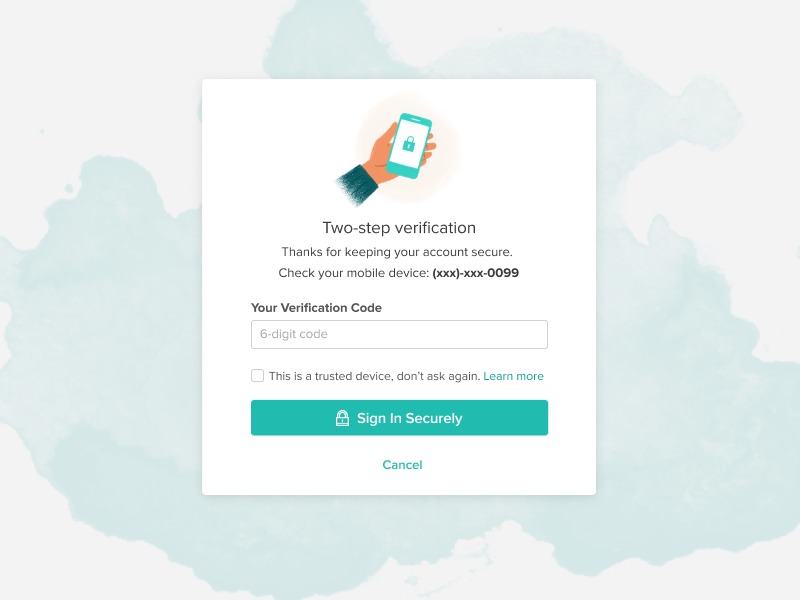 Two-step verification
Thanks for keeping your account secure.
Check your mobile device: (xxx)-xxx-0099
Your Verification Code
6-digit code
This is a trusted device, don't ask again. Learn more
Sign In Securely
Cancel